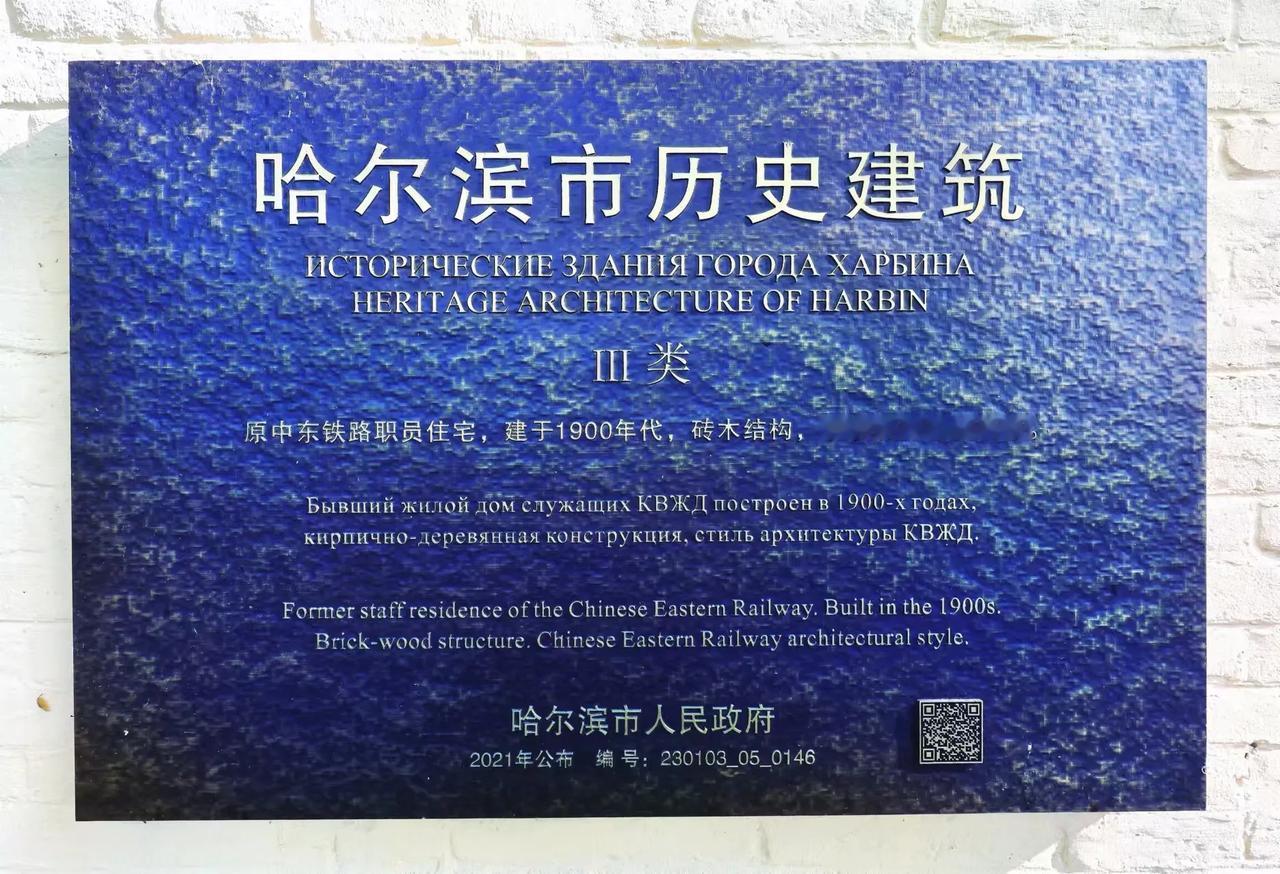 哈尔滨市历史建筑
ИСТОРИЧЕСКИЕ ЗДАНИЯ ГОРОДА ХАРБИНА
HERITAGE ARCHITECTURE OF HARBIN
III 类
原中东铁路职员住宅，建于1900年代，砖木结构，
Бывший жилой дом служащих КВЖД построен в 1900-х годах,
кирпично-деревянная конструкция, стиль архитектуры КВЖД.
Former staff residence of the Chinese Eastern Railway. Built in the 1900s.
Brick-wood structure. Chinese Eastern Railway architectural style.
哈尔滨市人民政府
2021年公布 编号：230103_05_0146